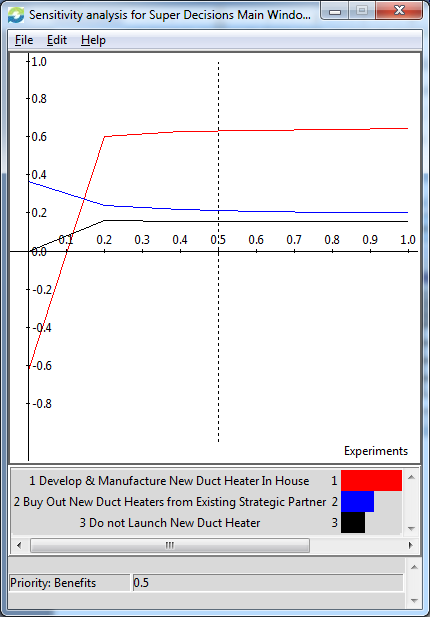 Sensitivity analysis for Super Decisions Main Windo...
File Edit Help
1.0
0.8
0.6
0.4
0.2
0.1 0.2 0.3 0.4 0.5 0.6 0.7 0.8 0.9 1.0
0.0
-0.2
-0.4
-0.6
-0.8
Experiments
1 Develop & Manufacture New Duct Heater In House 1
2 Buy Out New Duct Heaters from Existing Strategic Partner 2
3 Do not Launch New Duct Heater 3
Priority: Benefits 0.5